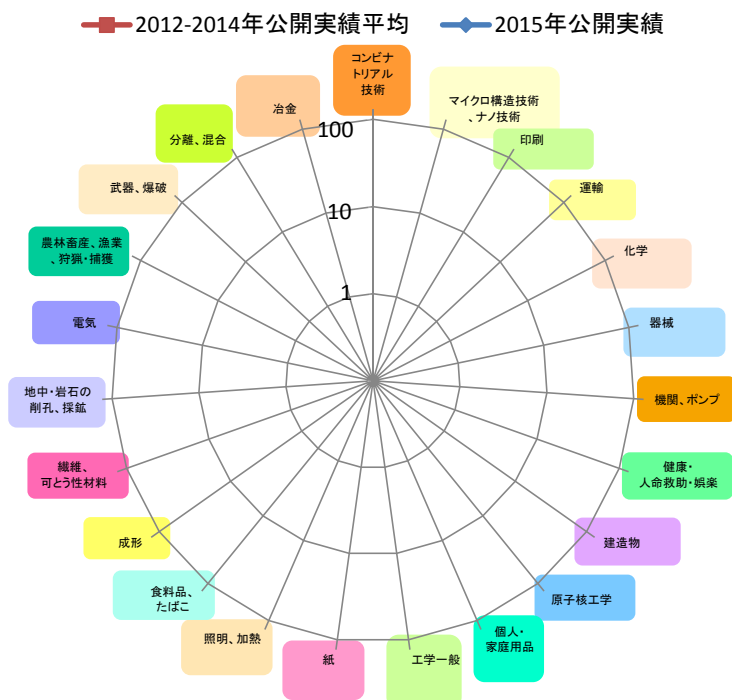 2012-2014年公開実績平均
2015年公開実績
コンビナ
トリアル
技術
マイクロ構造技術
、ナノ技術
印刷
運輸
化学
器械
機関、ポンプ
健康・
人命救助・娯楽
建造物
原子核工学
個人・
家庭用品
工学一般
紙
照明、加熱
食料品、
たばこ
成形
繊維、
可とう性材料
地中・岩石の
削孔、採鉱
電気
農林畜産、漁業
、狩猟・捕獲
武器、爆破
分離、混合
冶金
100
10
1